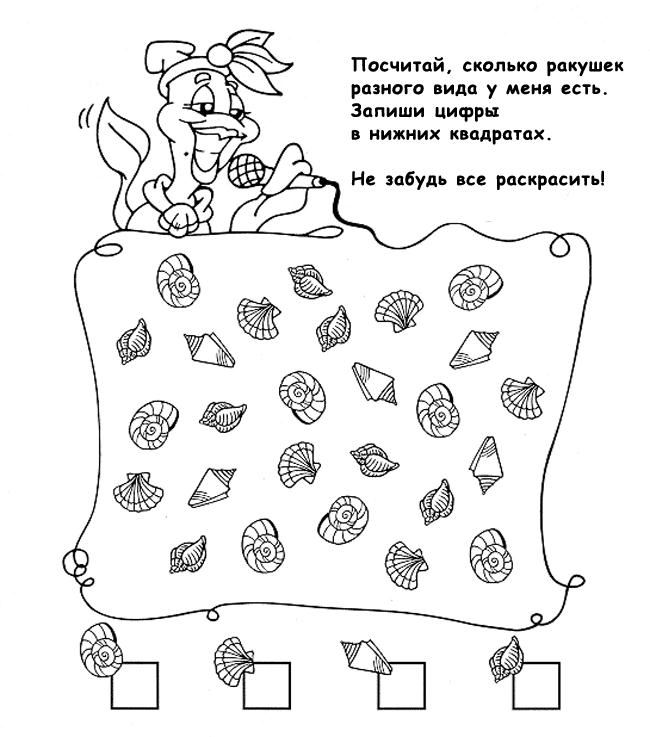 Посчитай, сколько ракушек
разного вида у меня есть.
Запиши цифры
в нижних квадратах.
Не забудь все раскрасить!